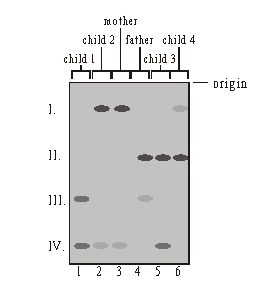 mother
child 2 father child 4
child 1 child 3
origin
I.
II.
III.
IV.
1 2 3 4 5 6